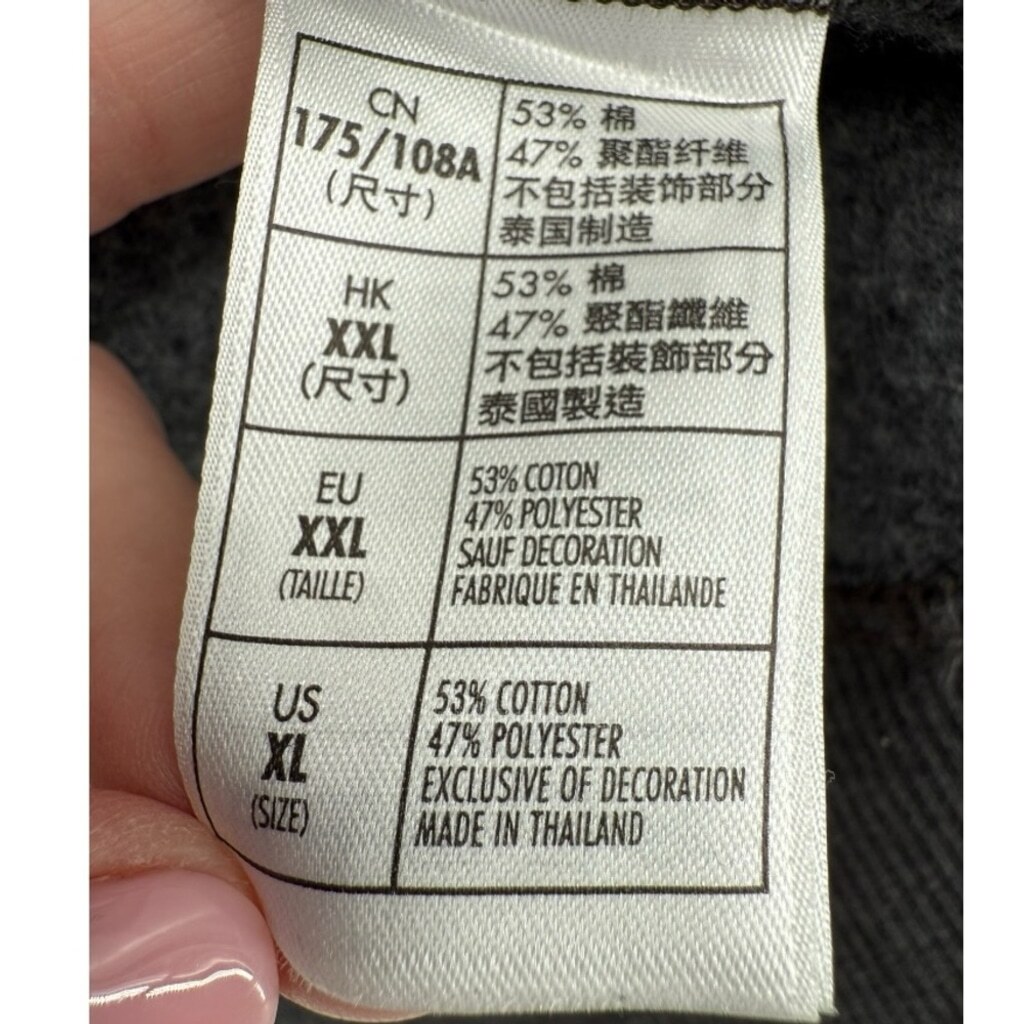 CN
175/108A
(尺寸)
53% 棉
47% 聚酯纤维
不包括装饰部分
泰国制造
HK
XXL
(尺寸)
53% 棉
47% 聚酯纖維
不包括裝飾部分
泰國製造
EU
XXL
(TAILLE)
53% COTON
47% POLYESTER
SAUF DECORATION
FABRIQUE EN THAILANDE
US
XL
(SIZE)
53% COTTON
47% POLYESTER
EXCLUSIVE OF DECORATION
MADE IN THAILAND